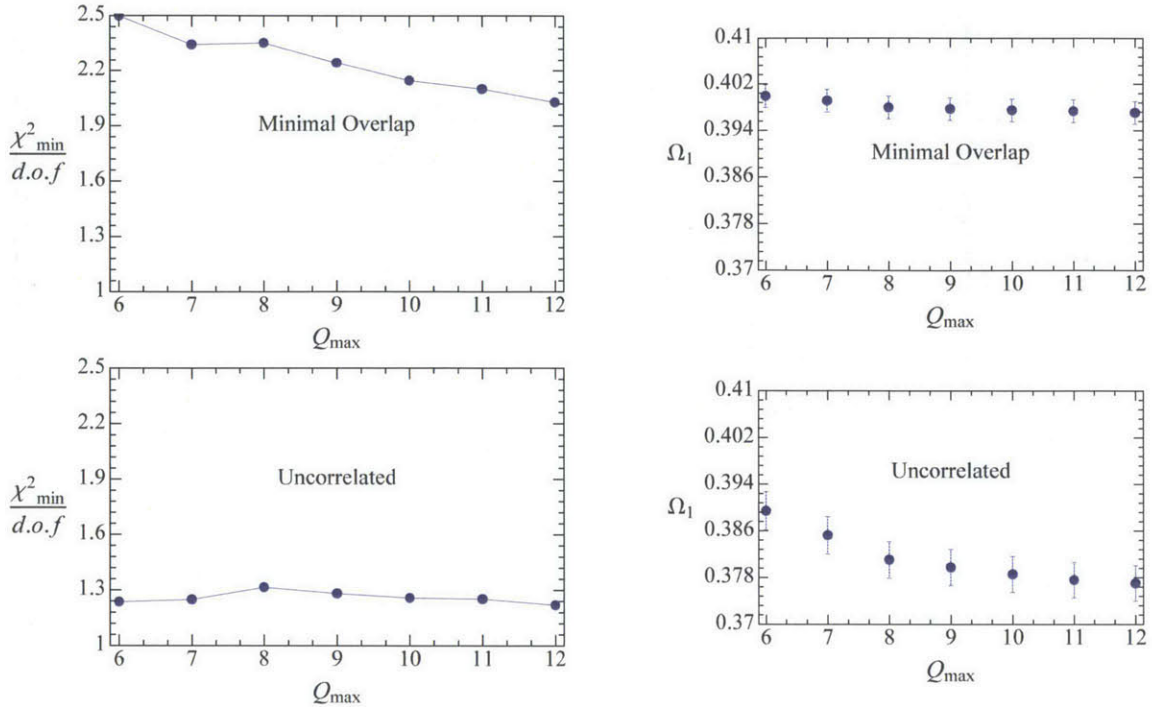 2.5
2.2
1.9
1.6
1.3
1
χ²min
d.o.f
Minimal Overlap
6 7 8 9 10 11 12
Qmax
0.41
0.402
0.394
0.386
0.378
0.37
Ω1
Minimal Overlap
6 7 8 9 10 11 12
Qmax
2.5
2.2
1.9
1.6
1.3
1
χ²min
d.o.f
Uncorrelated
6 7 8 9 10 11 12
Qmax
0.41
0.402
0.394
0.386
0.378
0.37
Ω1
Uncorrelated
6 7 8 9 10 11 12
Qmax